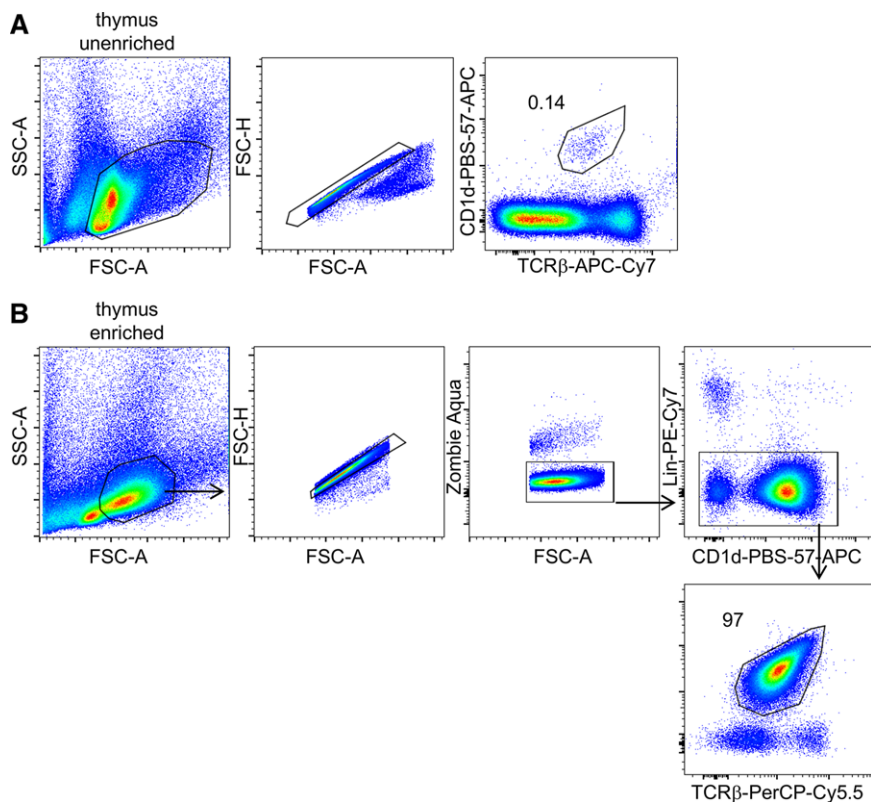 A
thymus
unenriched
SSC-A
FSC-A
FSC-H
FSC-A
CD1d-PBS-57-APC
0.14
TCRβ-APC-Cy7
B
thymus
enriched
SSC-A
FSC-A
FSC-H
FSC-A
Zombie Aqua
FSC-A
Lin-PE-Cy7
CD1d-PBS-57-APC
97
TCRβ-PerCP-Cy5.5